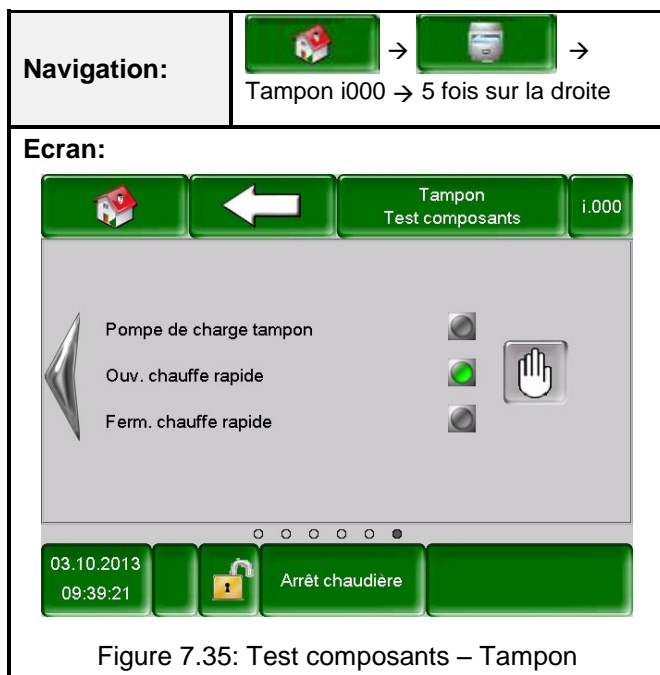 Navigation:
→ →
Tampon i000 → 5 fois sur la droite
Ecran:
Tampon
Test composants
i.000
Pompe de charge tampon
Ouv. chauffe rapide
Ferm. chauffe rapide
03.10.2013
09:39:21
Arrêt chaudière
Figure 7.35: Test composants – Tampon